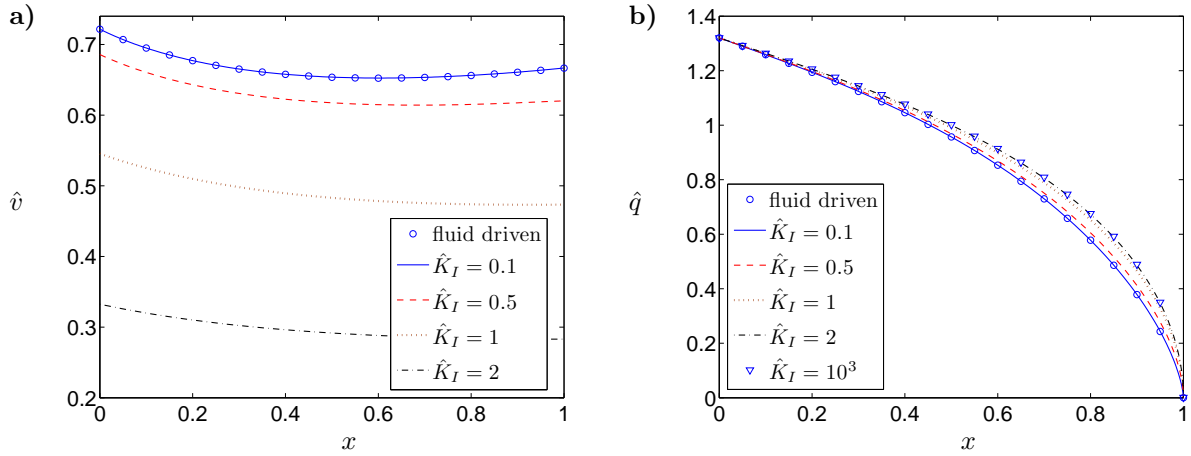 a)
0.7
0.6
0.5
0.4
0.3
0.2
v̂
0
0.2
0.4
0.6
0.8
1
x
fluid driven
K̂_I = 0.1
K̂_I = 0.5
K̂_I = 1
K̂_I = 2
b)
1.4
1.2
1
0.8
0.6
0.4
0.2
0
q̂
0
0.2
0.4
0.6
0.8
1
x
fluid driven
K̂_I = 0.1
K̂_I = 0.5
K̂_I = 1
K̂_I = 2
K̂_I = 10³